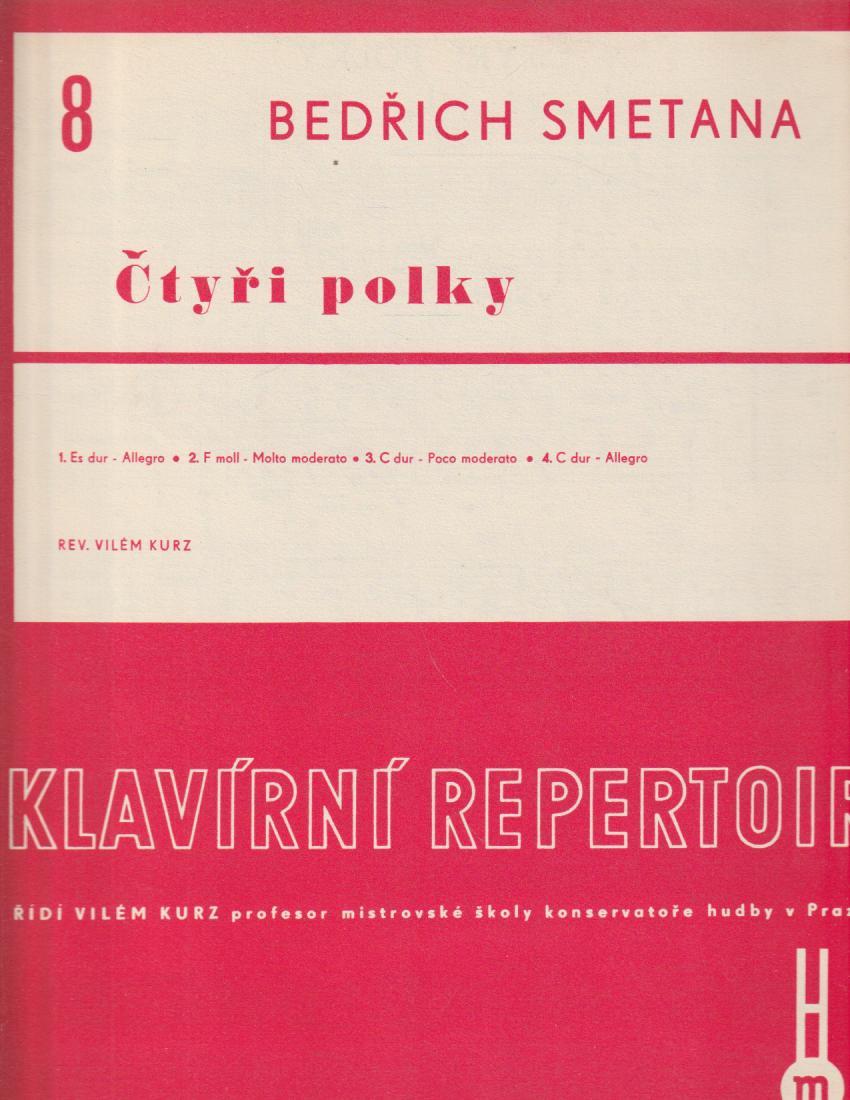 8
BEDŘICH SMETANA
Čtyři polky
1. Es dur - Allegro • 2. F moll - Molto moderato • 3. C dur - Poco moderato • 4. C dur - Allegro
REV. VILÉM KURZ
KLAVÍRNÍ REPERTOIR
ŘÍDÍ VILÉM KURZ profesor mistrovské školy konservatoře hudby v Praz
H
m